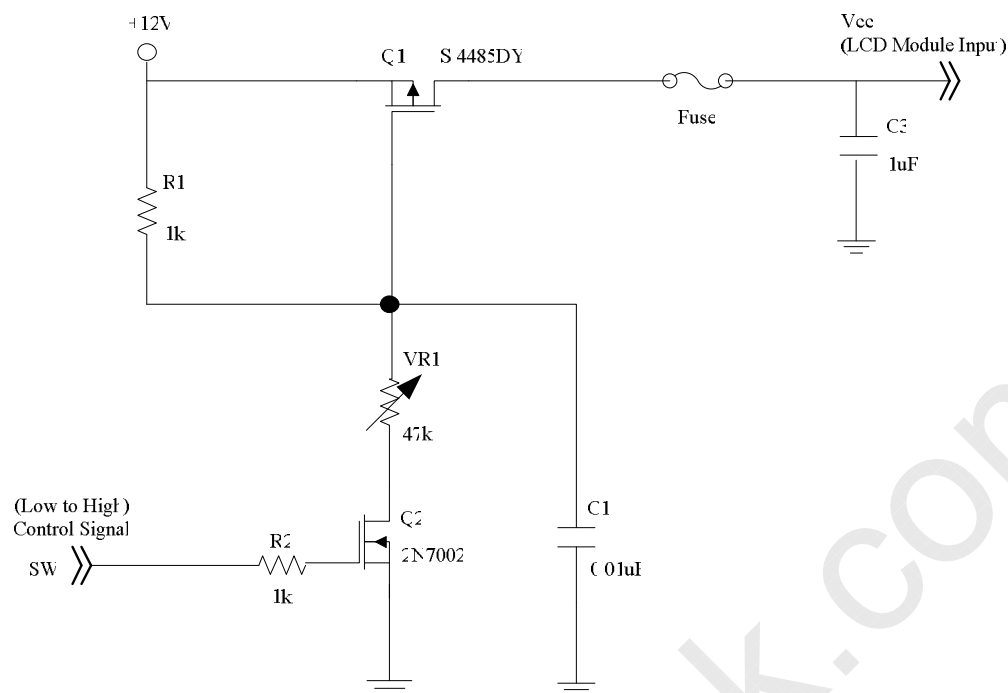 +12V
Vcc
(LCD Module Input)
Q1
Si4485DY
Fuse
C3
1uF
R1
1k
VR1
47k
(Low to High)
Control Signal
SW
R2
1k
Q2
2N7002
C1
0.01uF